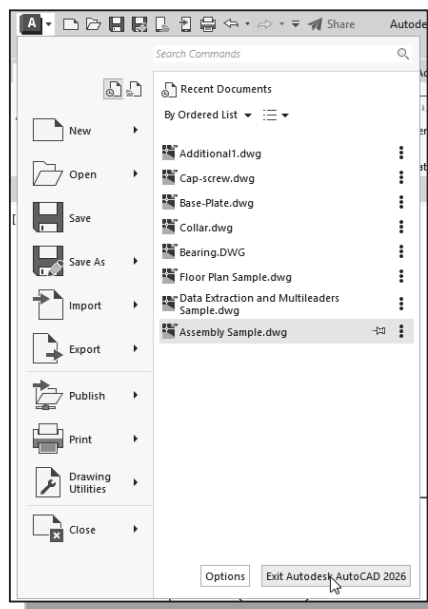 A
Share
Autode
Search Commands
Recent Documents
By Ordered List
New
Open
Save
Save As
Import
Export
Publish
Print
Drawing
Utilities
Close
Additional1.dwg
Cap-screw.dwg
Base-Plate.dwg
Collar.dwg
Bearing.DWG
Floor Plan Sample.dwg
Data Extraction and Multileaders
Sample.dwg
Assembly Sample.dwg
Options
Exit Autodesk AutoCAD 2026